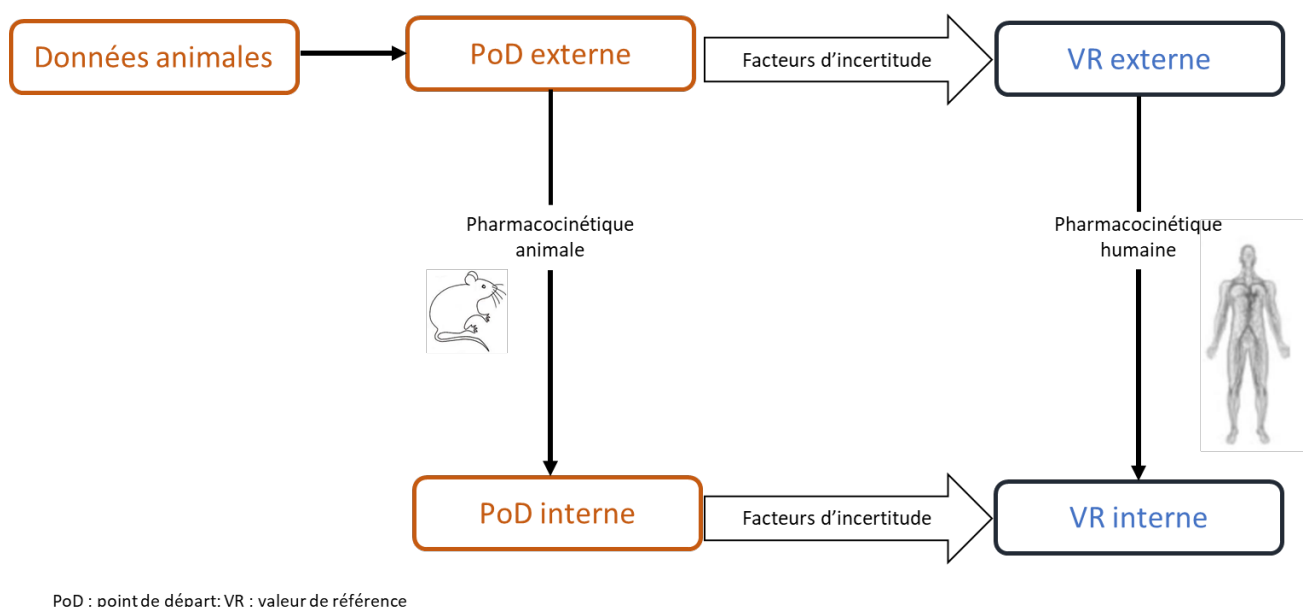 Données animales
PoD externe
Facteurs d'incertitude
VR externe
Pharmacocinétique
animale
Pharmacocinétique
humaine
PoD interne
Facteurs d'incertitude
VR interne
PoD : point de départ; VR : valeur de référence